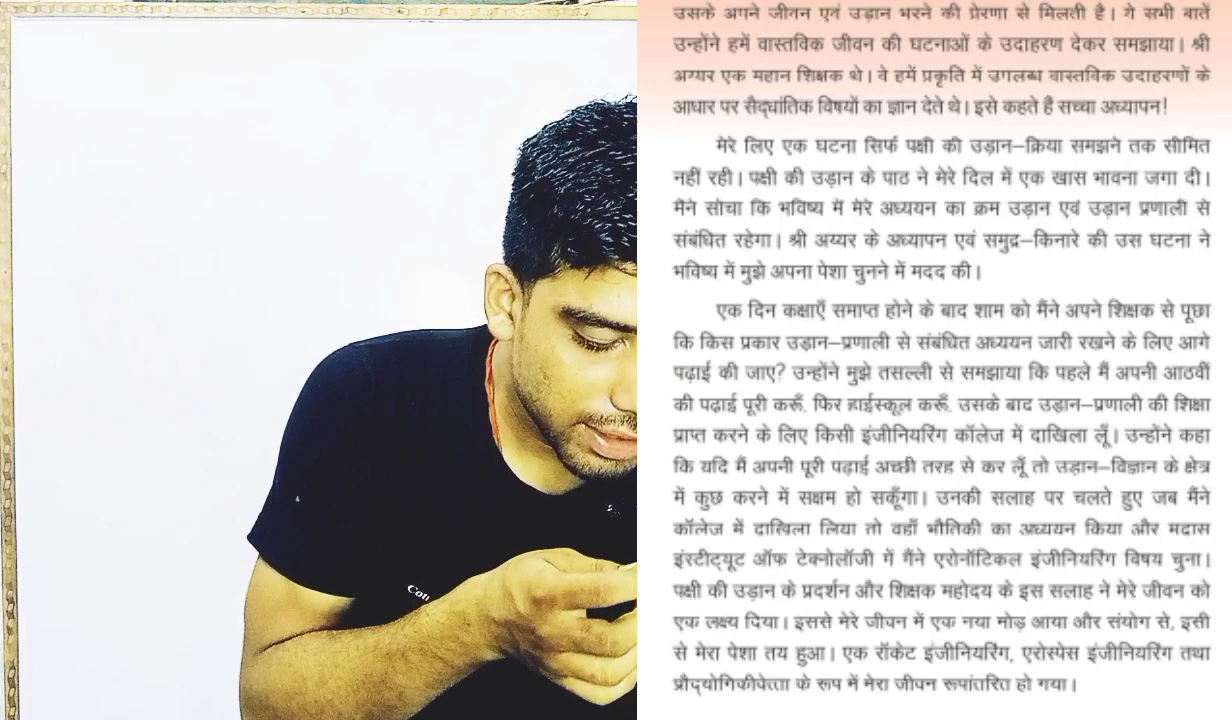 उसके अपने जीवन एवं उड़ान भरने की प्रेरणा से मिलती है। ये सभी बातें
उन्होंने हमें वास्तविक जीवन की घटनाओं के उदाहरण देकर समझाया। श्री
अय्यर एक महान शिक्षक थे। वे हमें प्रकृति में उपलब्ध वास्तविक उदाहरणों के
आधार पर सैद्धांतिक विषयों का ज्ञान देते थे। इसे कहते हैं सच्चा अध्यापन!
मेरे लिए एक घटना सिर्फ पक्षी की उड़ान–क्रिया समझने तक सीमित
नहीं रही। पक्षी की उड़ान के पाठ ने मेरे दिल में एक खास भावना जगा दी।
मैंने सोचा कि भविष्य में मेरे अध्ययन का क्रम उड़ान एवं उड़ान प्रणाली से
संबंधित रहेगा। श्री अय्यर के अध्यापन एवं समुद्र–किनारे की उस घटना ने
भविष्य में मुझे अपना पेशा चुनने में मदद की।
एक दिन कक्षाएँ समाप्त होने के बाद शाम को मैंने अपने शिक्षक से पूछा
कि किस प्रकार उड़ान–प्रणाली से संबंधित अध्ययन जारी रखने के लिए आगे
पढ़ाई की जाए? उन्होंने मुझे तसल्ली से समझाया कि पहले मैं अपनी आठवीं
की पढ़ाई पूरी करूँ, फिर हाईस्कूल करूँ, उसके बाद उड़ान–प्रणाली की शिक्षा
प्राप्त करने के लिए किसी इंजीनियरिंग कॉलेज में दाखिला लूँ। उन्होंने कहा
कि यदि मैं अपनी पूरी पढ़ाई अच्छी तरह से कर लूँ तो उड़ान–विज्ञान के क्षेत्र
में कुछ करने में सक्षम हो सकूँगा। उनकी सलाह पर चलते हुए जब मैंने
कॉलेज में दाखिला लिया तो वहाँ भौतिकी का अध्ययन किया और मद्रास
इंस्टीट्यूट ऑफ टेक्नोलॉजी में मैंने एरोनॉटिकल इंजीनियरिंग विषय चुना।
पक्षी की उड़ान के प्रदर्शन और शिक्षक महोदय के इस सलाह ने मेरे जीवन को
एक लक्ष्य दिया। इससे मेरे जीवन में एक नया मोड़ आया और संयोग से, इसी
से मेरा पेशा तय हुआ। एक रॉकेट इंजीनियरिंग, एरोस्पेस इंजीनियरिंग तथा
प्रौद्योगिकीवेत्ता के रूप में मेरा जीवन रूपांतरित हो गया।